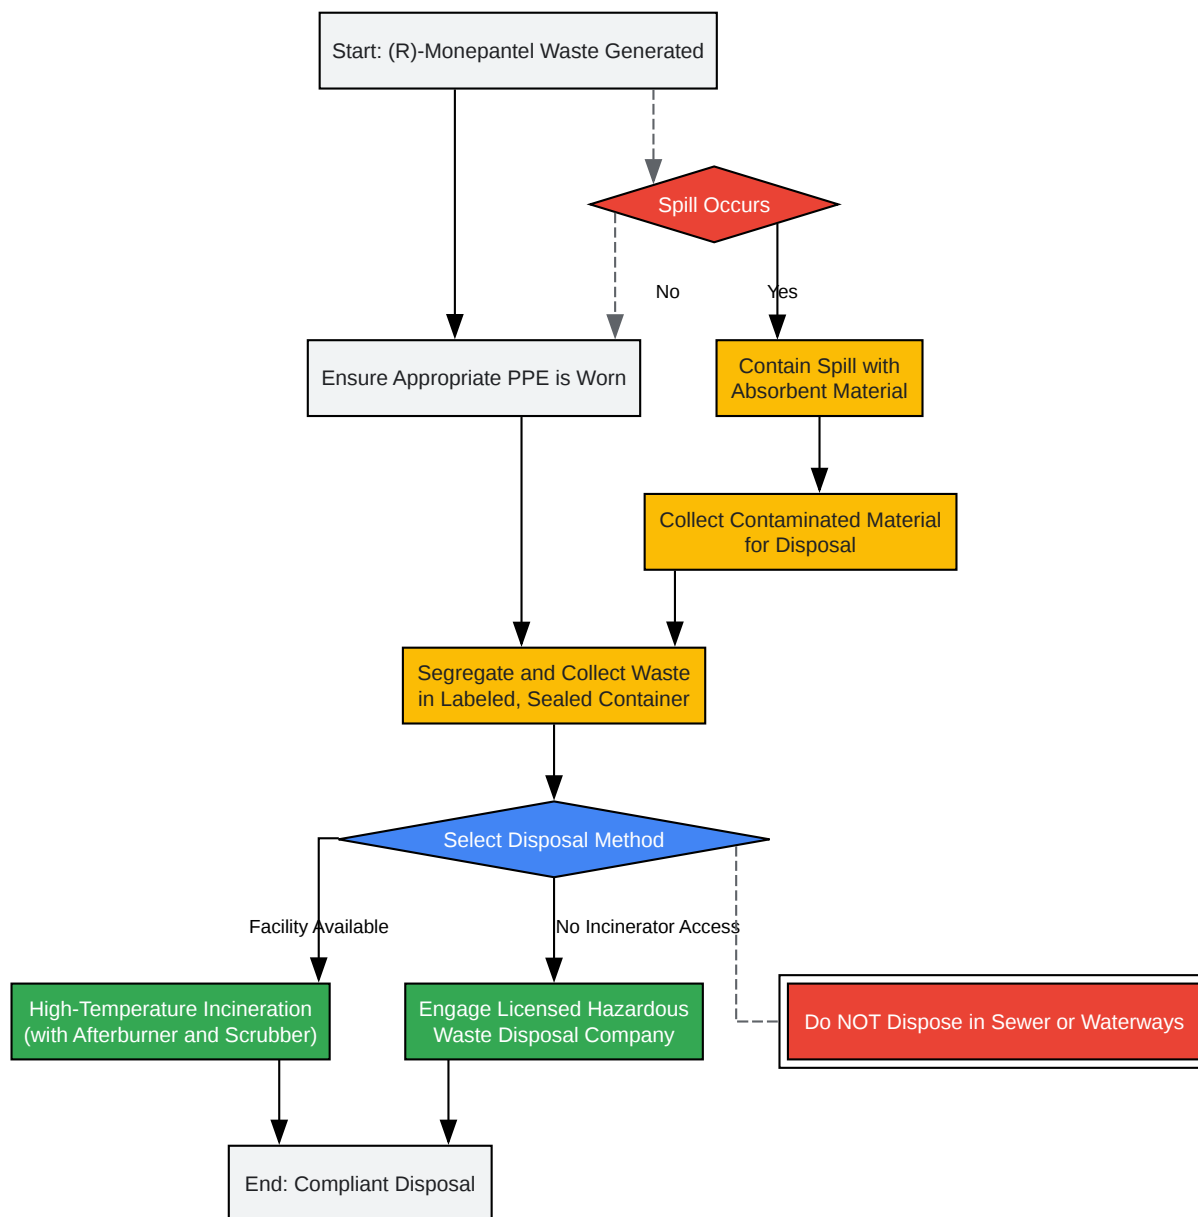 Start: (R)-Monepantel Waste Generated
Spill Occurs
No
Yes
Ensure Appropriate PPE is Worn
Contain Spill with
Absorbent Material
Collect Contaminated Material
for Disposal
Segregate and Collect Waste
in Labeled, Sealed Container
Select Disposal Method
Facility Available
No Incinerator Access
High-Temperature Incineration
(with Afterburner and Scrubber)
Engage Licensed Hazardous
Waste Disposal Company
Do NOT Dispose in Sewer or Waterways
End: Compliant Disposal